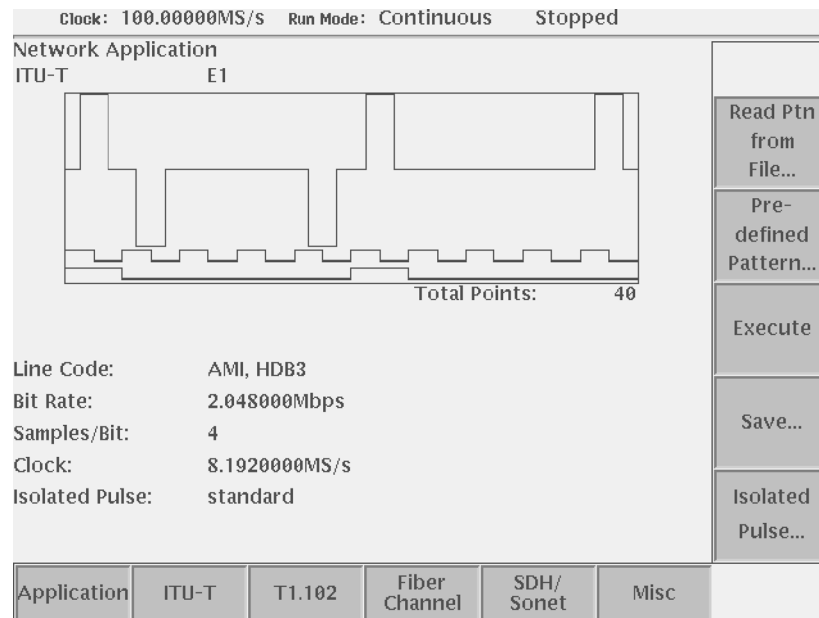 Clock: 100.00000MS/s Run Mode: Continuous Stopped
Network Application
ITU-T E1
Total Points: 40
Line Code: AMI, HDB3
Bit Rate: 2.048000Mbps
Samples/Bit: 4
Clock: 8.1920000MS/s
Isolated Pulse: standard
Read Ptn
from
File...
Pre-
defined
Pattern...
Execute
Save...
Isolated
Pulse...
Application
ITU-T
T1.102
Fiber
Channel
SDH/
Sonet
Misc